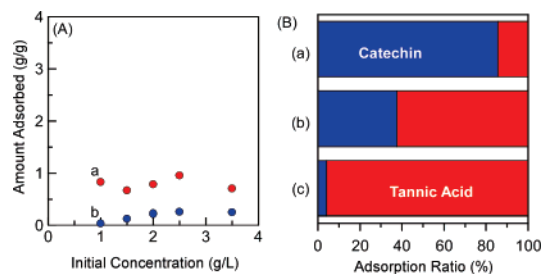 (A)
Amount Adsorbed (g/g)
4
3
2
1
0
a
b
0 1 2 3 4
Initial Concentration (g/L)
(B)
(a)
Catechin
(b)
(c)
Tannic Acid
0 20 40 60 80 100
Adsorption Ratio (%)